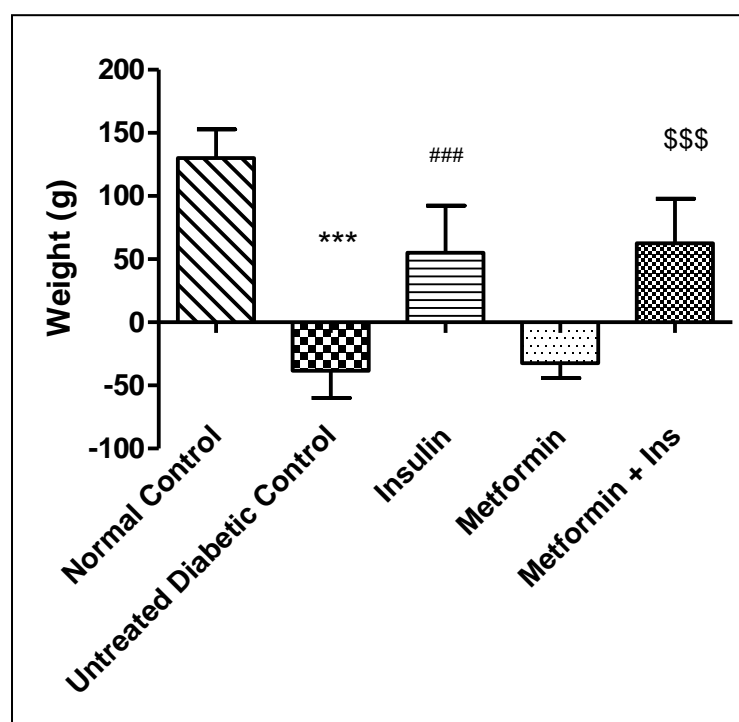 200
150
100
50
0
-50
-100
Weight (g)
***
###
$$$
Normal Control
Untreated Diabetic Control
Insulin
Metformin
Metformin + Ins